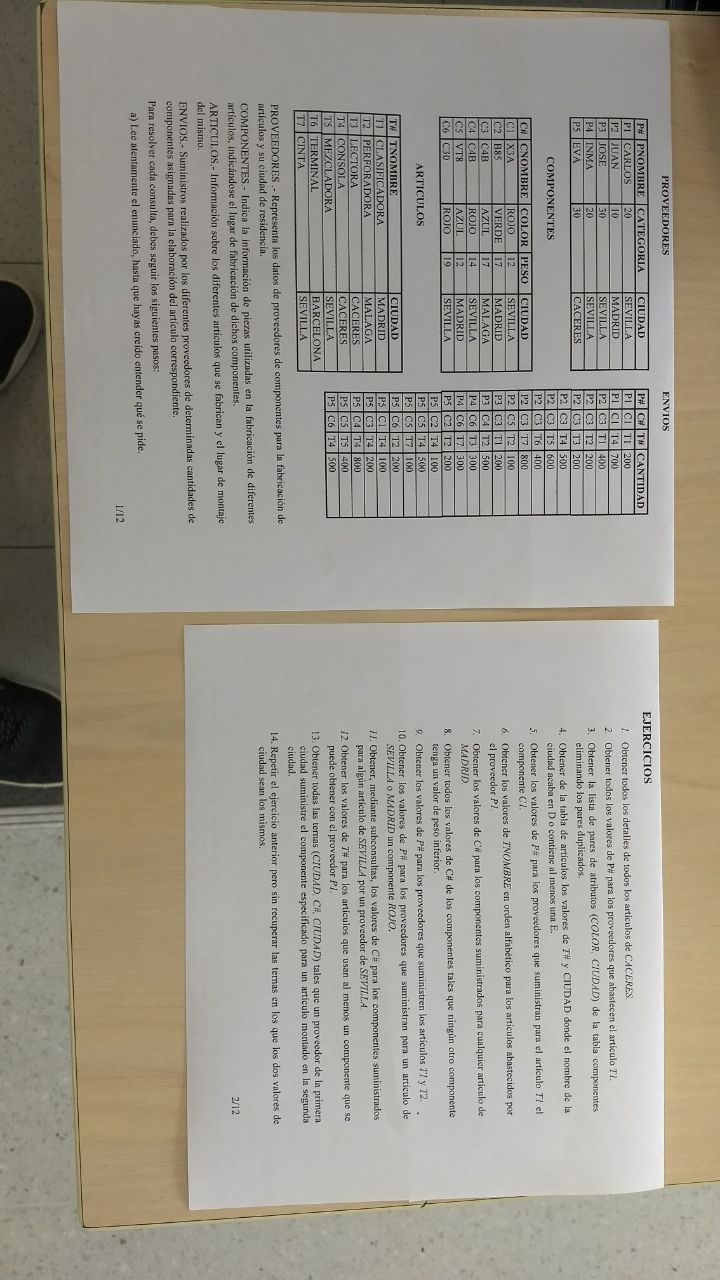 PROVEEDORES
P# PNOMBRE CATEGORIA CIUDAD
P1 CARLOS 20 SEVILLA
P2 JUAN 10 MADRID
P3 JOSE 30 SEVILLA
P4 INMA 20 SEVILLA
P5 EVA 30 CACERES
COMPONENTES
C# CNOMBRE COLOR PESO CIUDAD
C1 X3A ROJO 12 SEVILLA
C2 B85 VERDE 17 MADRID
C3 C4B AZUL 17 MALAGA
C4 C4B ROJO 14 SEVILLA
C5 VT8 AZUL 12 MADRID
C6 C30 ROJO 19 SEVILLA
ARTICULOS
T# TNOMBRE CIUDAD
T1 CLASIFICADORA MADRID
T2 PERFORADORA MALAGA
T3 LECTORA CACERES
T4 CONSOLA CACERES
T5 MEZCLADORA SEVILLA
T6 TERMINAL BARCELONA
T7 CINTA SEVILLA
ENVIOS
P# C# T# CANTIDAD
P1 C1 T1 200
P1 C1 T4 700
P2 C3 T1 400
P2 C3 T2 200
P2 C3 T3 200
P2 C3 T4 500
P2 C3 T5 600
P2 C3 T6 400
P2 C3 T7 800
P2 C5 T2 100
P3 C3 T1 200
P3 C4 T2 500
P4 C6 T3 300
P4 C6 T7 300
P5 C2 T2 200
P5 C2 T4 100
P5 C5 T4 500
P5 C5 T7 100
P5 C6 T2 200
P5 C1 T4 100
P5 C3 T4 200
P5 C4 T4 800
P5 C5 T5 400
P5 C6 T4 500
PROVEEDORES .- Representa los datos de proveedores de componentes para la fabricación de
artículos y su ciudad de residencia.
COMPONENTES.- Indica la información de piezas utilizadas en la fabricación de diferentes
artículos, indicándose el lugar de fabricación de dichos componentes.
ARTICULOS.- Información sobre los diferentes artículos que se fabrican y el lugar de montaje
del mismo.
ENVIOS.- Suministros realizados por los diferentes proveedores de determinadas cantidades de
componentes asignadas para la elaboración del artículo correspondiente.
Para resolver cada consulta, debes seguir los siguientes pasos:
a) Lee atentamente el enunciado, hasta que hayas creído entender qué se pide.
1/12
EJERCICIOS
1. Obtener todos los detalles de todos los artículos de CACERES.
2. Obtener todos los valores de P# para los proveedores que abastecen el artículo T1.
3. Obtener la lista de pares de atributos (COLOR, CIUDAD) de la tabla componentes
eliminando los pares duplicados.
4. Obtener de la tabla de artículos los valores de T# y CIUDAD donde el nombre de la
ciudad acaba en D o contiene al menos una E.
5. Obtener los valores de P# para los proveedores que suministran para el artículo T1 el
componente C1.
6. Obtener los valores de TNOMBRE en orden alfabético para los artículos abastecidos por
el proveedor P1.
7. Obtener los valores de C# para los componentes suministrados para cualquier artículo de
MADRID.
8. Obtener todos los valores de C# de los componentes tales que ningún otro componente
tenga un valor de peso inferior.
9. Obtener los valores de P# para los proveedores que suministren los artículos T1 y T2.
10. Obtener los valores de P# para los proveedores que suministran para un artículo de
SEVILLA o MADRID un componente ROJO.
11. Obtener, mediante subconsultas, los valores de C# para los componentes suministrados
para algún artículo de SEVILLA por un proveedor de SEVILLA.
12. Obtener los valores de T# para los artículos que usan al menos un componente que se
puede obtener con el proveedor P1.
13. Obtener todas las ternas (CIUDAD, C#, CIUDAD) tales que un proveedor de la primera
ciudad suministre el componente especificado para un artículo montado en la segunda
ciudad.
14. Repetir el ejercicio anterior pero sin recuperar las ternas en los que los dos valores de
ciudad sean los mismos.
2/12